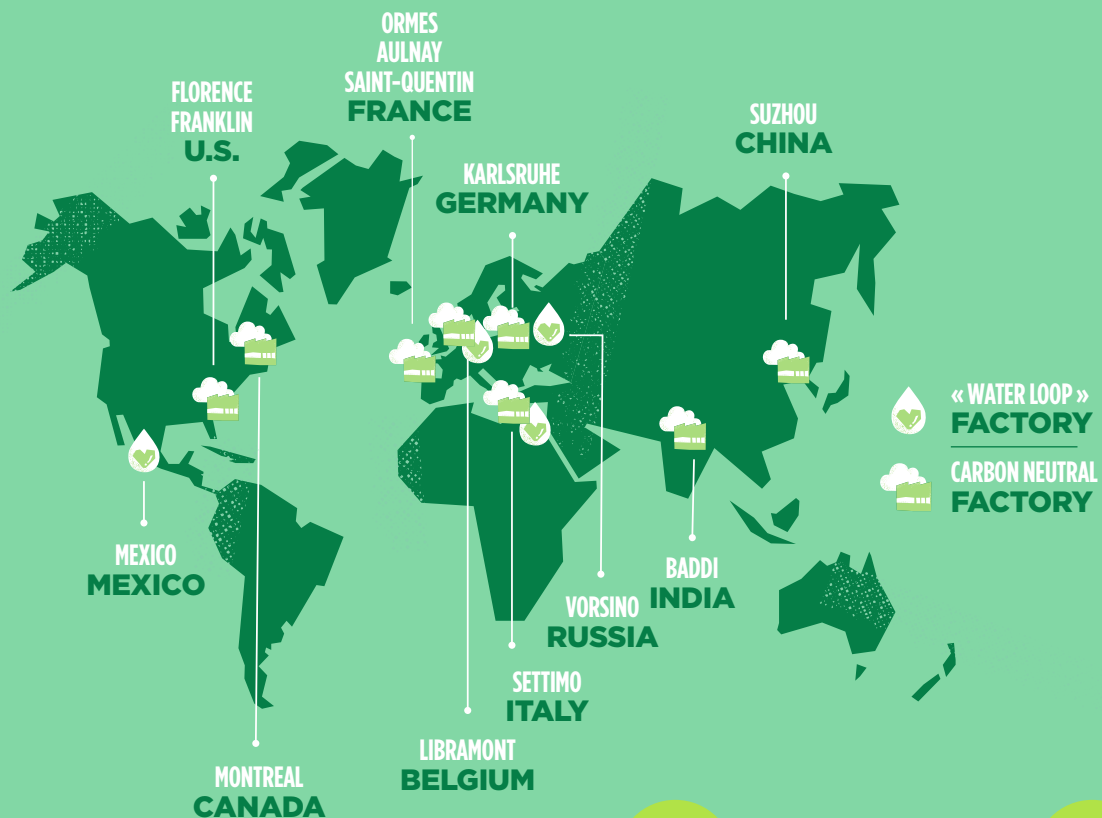 ORMES
AULNAY
SAINT-QUENTIN
FRANCE
FLORENCE
FRANKLIN
U.S.
SUZHOU
CHINA
KARLSRUHE
GERMANY
« WATER LOOP »
FACTORY
CARBON NEUTRAL
FACTORY
MEXICO
MEXICO
BADDI
INDIA
VORSINO
RUSSIA
SETTIMO
ITALY
LIBRAMONT
BELGIUM
MONTREAL
CANADA